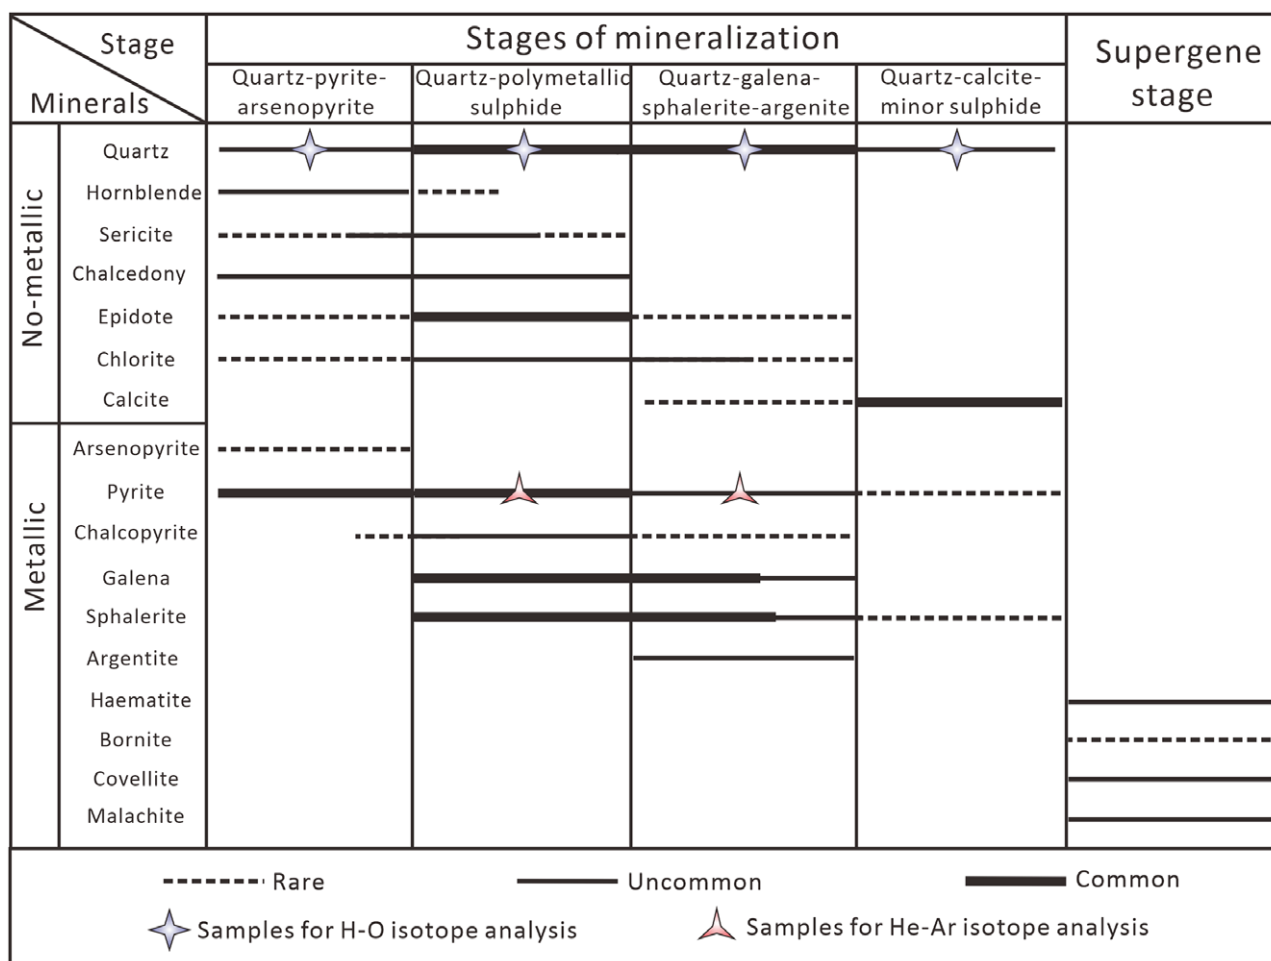 Stage
Minerals
Stages of mineralization
Supergene
stage
Quartz-pyrite-
arsenopyrite
Quartz-polymetallic
sulphide
Quartz-galena-
sphalerite-argenite
Quartz-calcite-
minor sulphide
No-metallic
Quartz
Hornblende
Sericite
Chalcedony
Epidote
Chlorite
Calcite
Metallic
Arsenopyrite
Pyrite
Chalcopyrite
Galena
Sphalerite
Argentite
Haematite
Bornite
Covellite
Malachite
Rare
Uncommon
Common
Samples for H-O isotope analysis
Samples for He-Ar isotope analysis